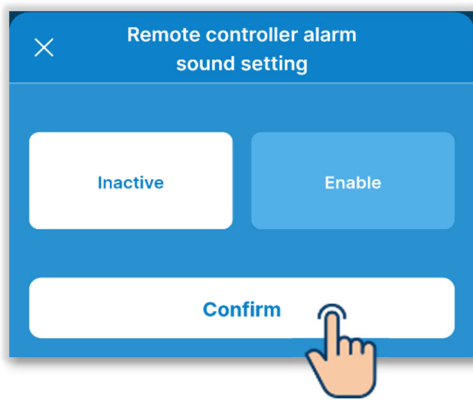 Remote controller alarm
sound setting
Inactive
Enable
Confirm